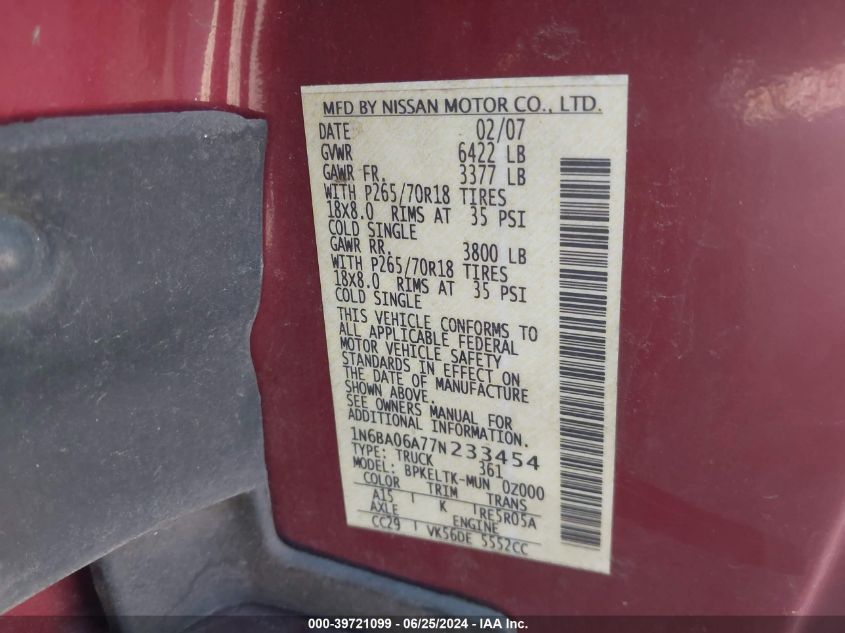 MFD BY NISSAN MOTOR CO., LTD.
DATE 02/07
GVWR 6422 LB
GAWR FR. 3377 LB
WITH P265/70R18 TIRES
18X8.0 RIMS AT 35 PSI
COLD SINGLE
GAWR RR. 3800 LB
WITH P265/70R18 TIRES
18X8.0 RIMS AT 35 PSI
COLD SINGLE
THIS VEHICLE CONFORMS TO
ALL APPLICABLE FEDERAL
MOTOR VEHICLE SAFETY
STANDARDS IN EFFECT ON
THE DATE OF MANUFACTURE
SHOWN ABOVE.
SEE OWNERS MANUAL FOR
ADDITIONAL INFORMATION.
1N6BA06A77N233454
TYPE: TRUCK 361
MODEL: BPKELTK-MUN 0Z000
COLOR TRIM TRANS
A15 K RE5R05A
AXLE ENGINE
CC29 VK56DE 5552CC
000-39721099 - 06/25/2024 - IAA Inc.